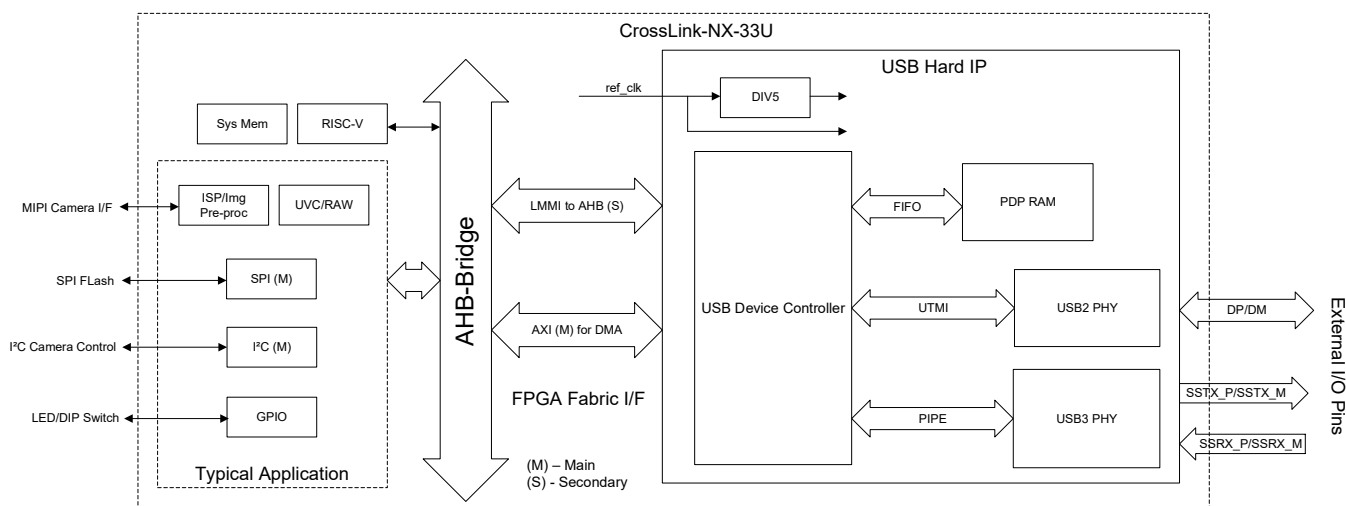 CrossLink-NX-33U
USB Hard IP
ref_clk
DIV5
Sys Mem
RISC-V
MIPI Camera I/F
ISP/Img
Pre-proc
UVC/RAW
LMMI to AHB (S)
FIFO
PDP RAM
SPI FLash
SPI (M)
AHB-Bridge
USB Device Controller
UTMI
USB2 PHY
DP/DM
I²C Camera Control
I²C (M)
AXI (M) for DMA
FPGA Fabric I/F
LED/DIP Switch
GPIO
PIPE
USB3 PHY
SSTX_P/SSTX_M
SSRX_P/SSRX_M
External I/O Pins
Typical Application
(M) – Main
(S) - Secondary